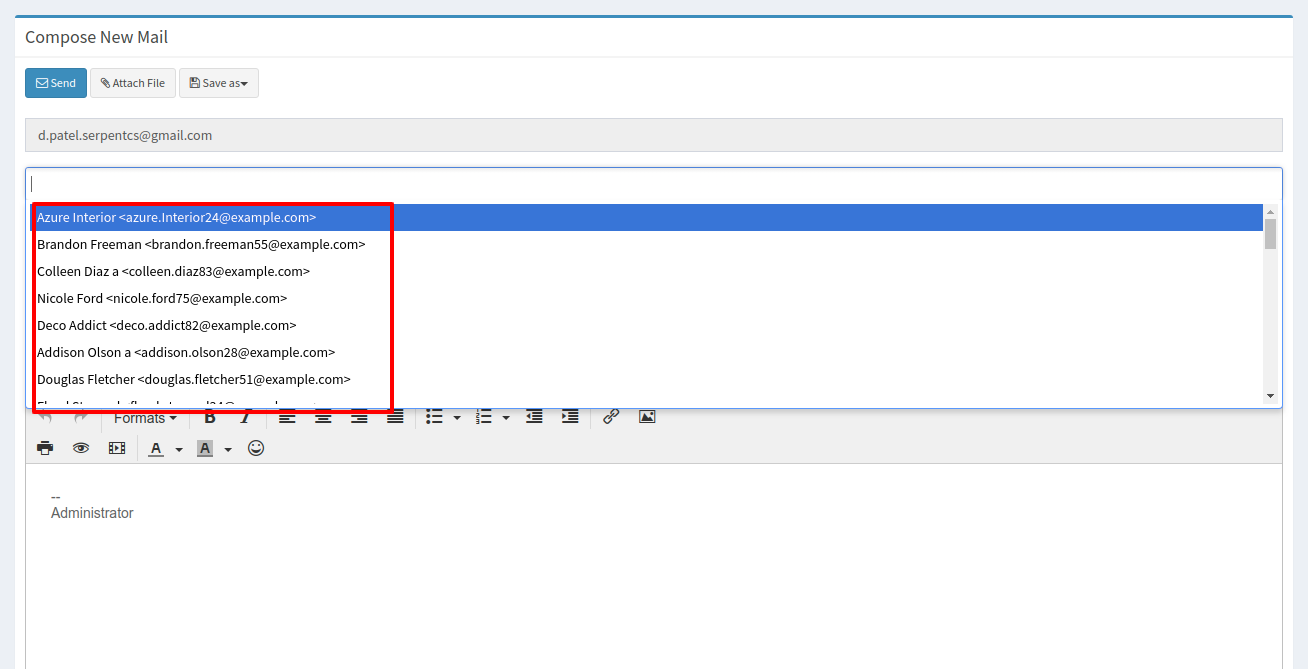 Compose New Mail
Send Attach File Save as
d.patel.serpentcs@gmail.com
Azure Interior <azure.Interior24@example.com>
Brandon Freeman <brandon.freeman55@example.com>
Colleen Diaz a <colleen.diaz83@example.com>
Nicole Ford <nicole.ford75@example.com>
Deco Addict <deco.addict82@example.com>
Addison Olson a <addison.olson28@example.com>
Douglas Fletcher <douglas.fletcher51@example.com>
Formats B I
A A
--
Administrator